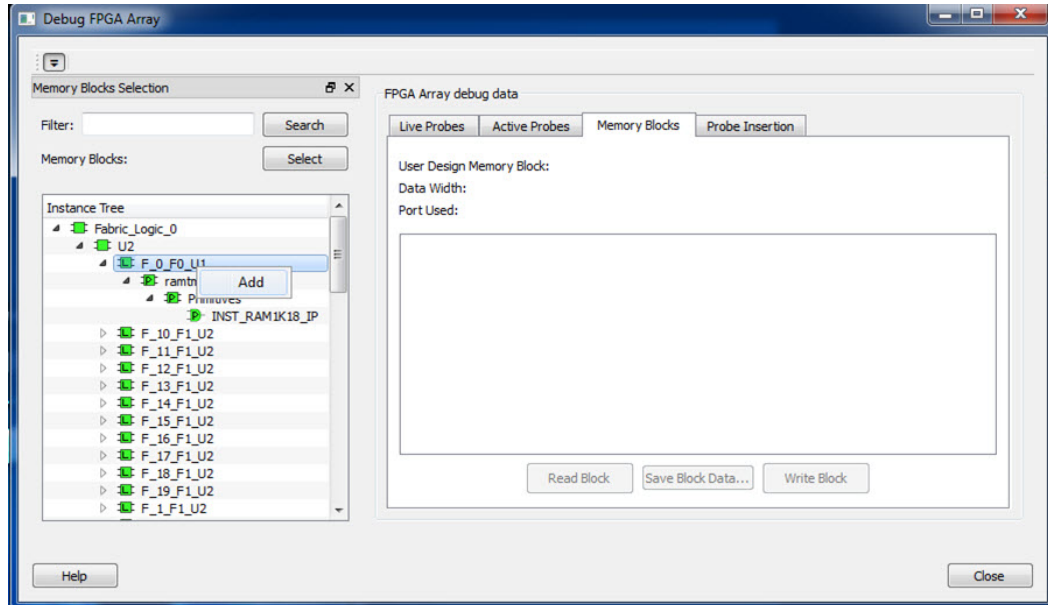 Debug FPGA Array
Memory Blocks Selection
Filter:
Search
Memory Blocks:
Select
Instance Tree
Fabric_Logic_0
U2
F_0_F0_U1
Add
Primitives
INST_RAM1K18_IP
F_10_F1_U2
F_11_F1_U2
F_12_F1_U2
F_13_F1_U2
F_14_F1_U2
F_15_F1_U2
F_16_F1_U2
F_17_F1_U2
F_18_F1_U2
F_19_F1_U2
F_1_F1_U2
FPGA Array debug data
Live Probes Active Probes Memory Blocks Probe Insertion
User Design Memory Block:
Data Width:
Port Used:
Read Block Save Block Data... Write Block
Help
Close